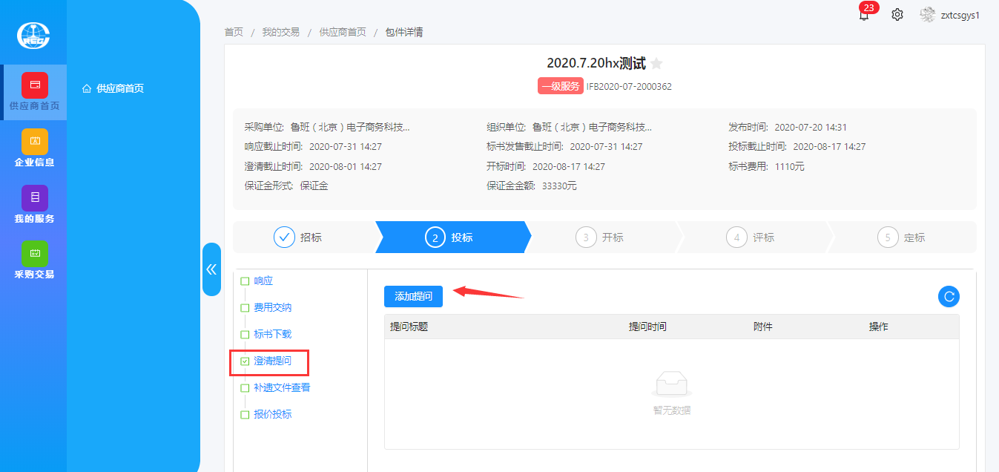 23
zxtcsgys1
首页 / 我的交易 / 供应商首页 / 包件详情
CREG
供应商首页
企业信息
我的服务
采购交易
供应商首页
2020.7.20hx测试
一级服务 IFB2020-07-2000362
采购单位: 鲁班（北京）电子商务科技... 组织单位: 鲁班（北京）电子商务科技... 发布时间: 2020-07-20 14:31
响应截止时间: 2020-07-31 14:27 标书发售截止时间: 2020-07-31 14:27 投标截止时间: 2020-08-17 14:27
澄清截止时间: 2020-08-01 14:27 开标时间: 2020-08-17 14:27 标书费用: 1110元
保证金形式: 保证金 保证金金额: 33330元
招标 2 投标 3 开标 4 评标 5 定标
响应
费用交纳
标书下载
澄清提问
补遗文件查看
报价投标
添加提问
提问标题 提问时间 附件 操作
暂无数据